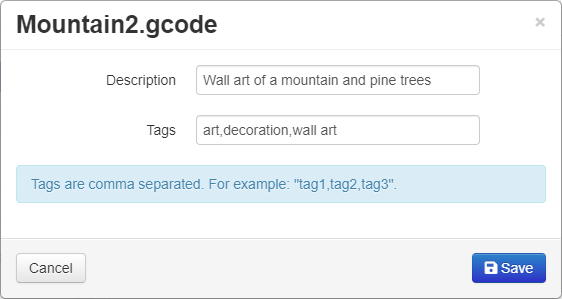 Mountain2.gcode ×
Description Wall art of a mountain and pine trees
Tags art,decoration,wall art
Tags are comma separated. For example: "tag1,tag2,tag3".
Cancel Save